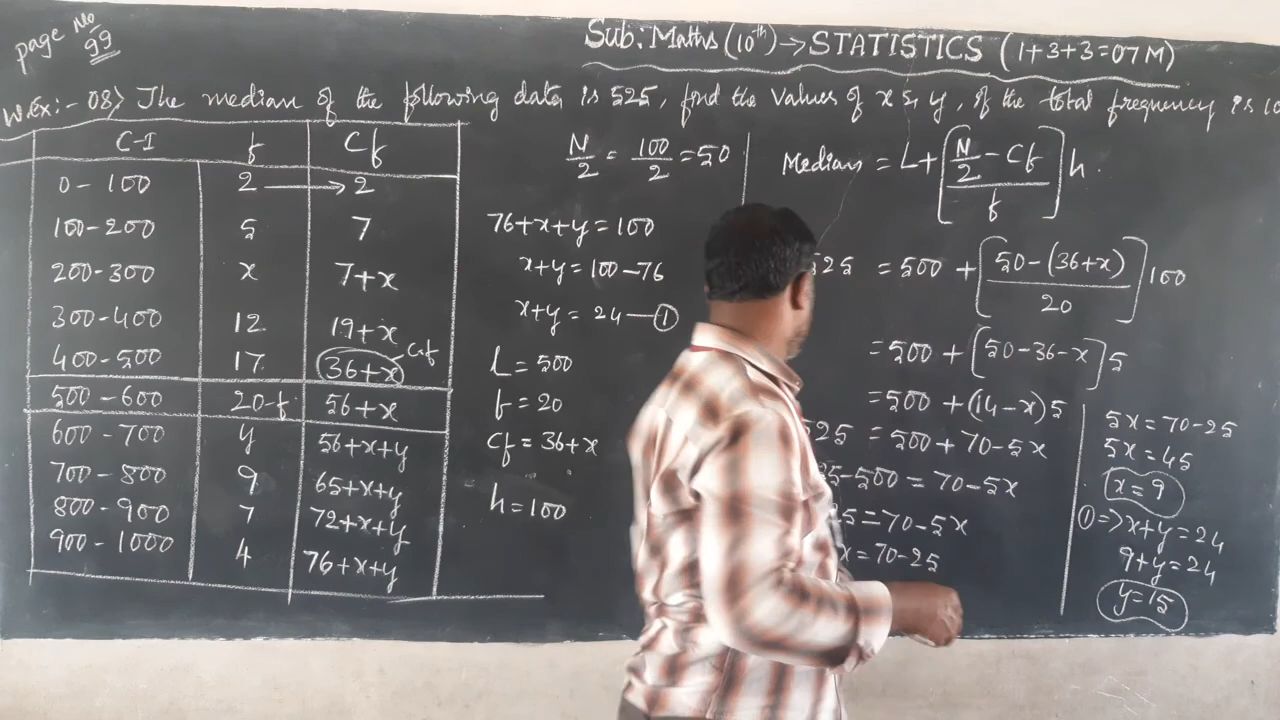 page No 99
Sub: Maths (10th) → STATISTICS (1+3+3=07M)
W.Ex:- 08> The median of the following data is 525, find the values of x & y, if the total frequency is 10
C-I f Cf
0-100 2 → 2
100-200 5 7
200-300 x 7+x
300-400 12 19+x
400-500 17 36+x Cf
500-600 20-f 56+x
600-700 y 56+x+y
700-800 9 65+x+y
800-900 7 72+x+y
900-1000 4 76+x+y
N/2 = 100/2 = 50
76+x+y=100
x+y=100-76
x+y=24—①
L=500
f=20
Cf=36+x
h=100
Median = L+[(N/2 - Cf)/f]h.
525 = 500+[(50-(36+x))/20]100
=500+[50-36-x]5
=500+(14-x)5
525 =500+70-5x
-500=70-5x
5=70-5x
x=70-25
5x=70-25
5x=45
x=9
①=>x+y=24
9+y=24
y=15